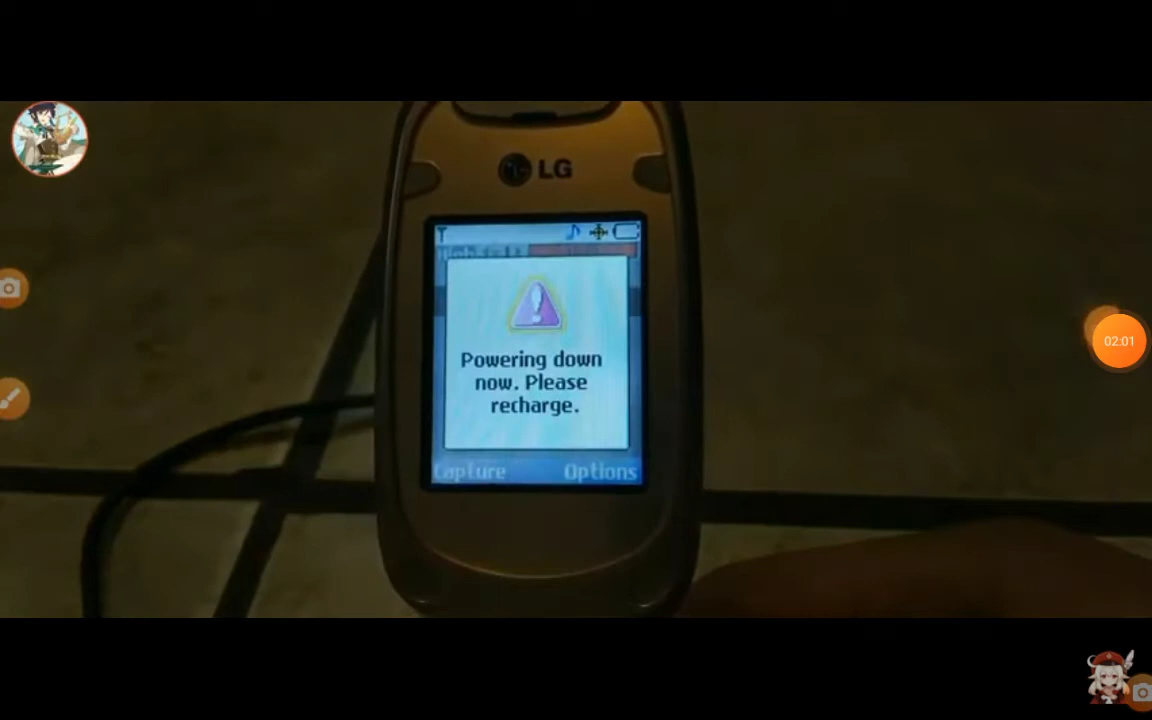 LG
02:01
Powering down
now. Please
recharge.
Capture Options